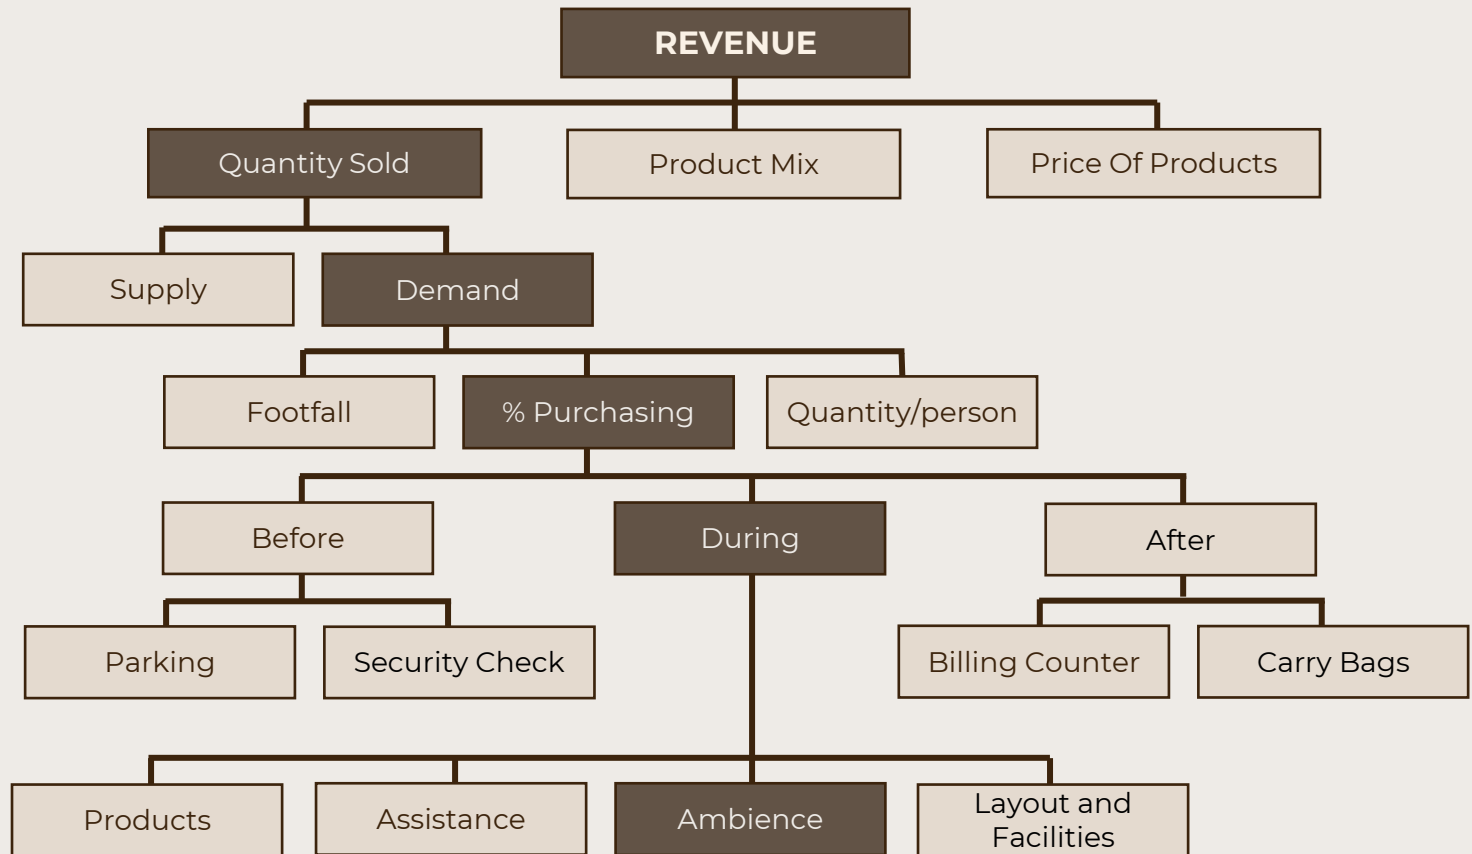 REVENUE
Quantity Sold
Product Mix
Price Of Products
Supply
Demand
Footfall
% Purchasing
Quantity/person
Before
During
After
Parking
Security Check
Billing Counter
Carry Bags
Products
Assistance
Ambience
Layout and
Facilities